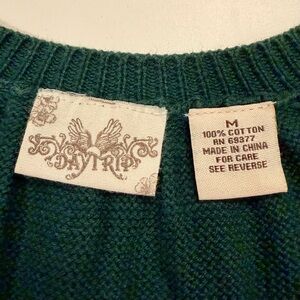 DAYTRIP
M
100% COTTON
RN 69377
MADE IN CHINA
FOR CARE
SEE REVERSE